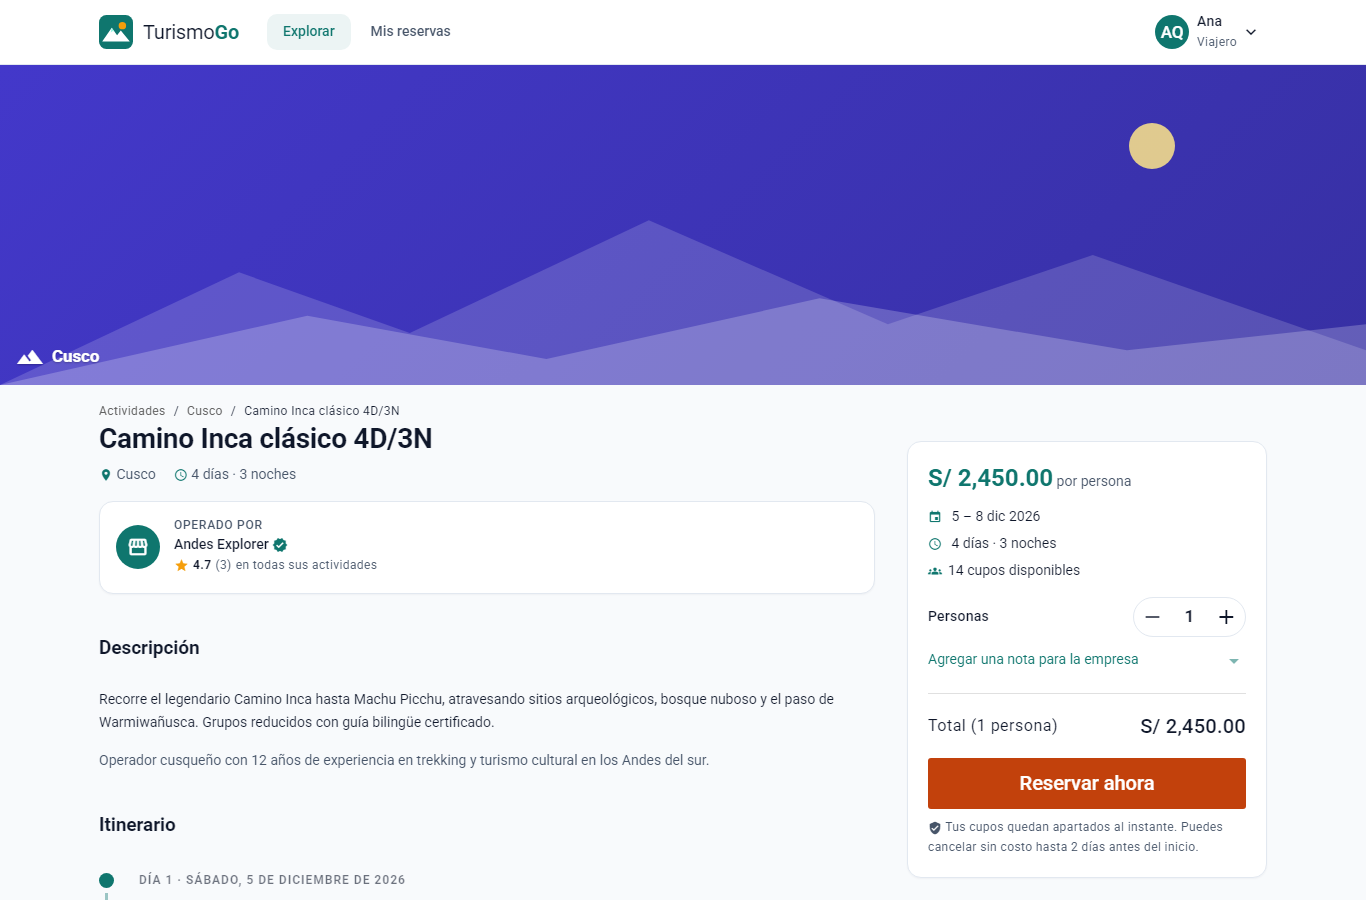 TurismoGo
Explorar
Mis reservas
AQ
Ana
Viajero
Cusco
Actividades / Cusco / Camino Inca clásico 4D/3N
Camino Inca clásico 4D/3N
Cusco
4 días · 3 noches
OPERADO POR
Andes Explorer
4.7 (3) en todas sus actividades
Descripción
Recorre el legendario Camino Inca hasta Machu Picchu, atravesando sitios arqueológicos, bosque nuboso y el paso de
Warmiwañusca. Grupos reducidos con guía bilingüe certificado.
Operador cusqueño con 12 años de experiencia en trekking y turismo cultural en los Andes del sur.
Itinerario
DÍA 1 · SÁBADO, 5 DE DICIEMBRE DE 2026
S/ 2,450.00 por persona
5 – 8 dic 2026
4 días · 3 noches
14 cupos disponibles
Personas
1
Agregar una nota para la empresa
Total (1 persona)
S/ 2,450.00
Reservar ahora
Tus cupos quedan apartados al instante. Puedes
cancelar sin costo hasta 2 días antes del inicio.